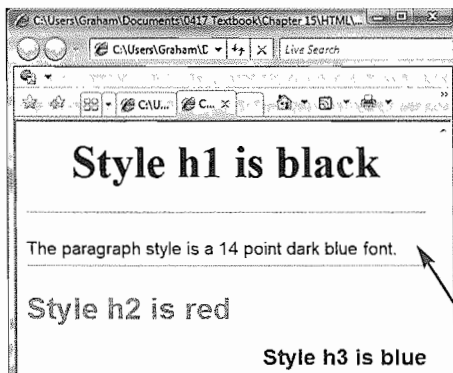 C:\Users\Graham\Documents\0417 Textbook\Chapter 15\HTML\...
C:\Users\Graham\D
Live Search
C:\U...
C...
Style h1 is black
The paragraph style is a 14 point dark blue font.
Style h2 is red
Style h3 is blue